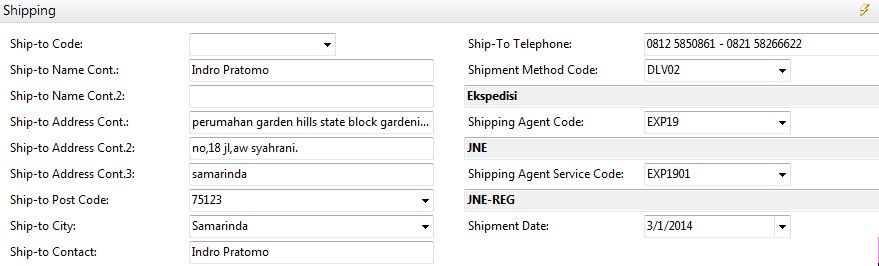 Shipping
Ship-to Code:
Ship-to Name Cont.: Indro Pratomo
Ship-to Name Cont.2:
Ship-to Address Cont.: perumahan garden hills state block gardeni...
Ship-to Address Cont.2: no,18 jl,aw syahrani.
Ship-to Address Cont.3: samarinda
Ship-to Post Code: 75123
Ship-to City: Samarinda
Ship-to Contact: Indro Pratomo
Ship-To Telephone: 0812 5850861 - 0821 58266622
Shipment Method Code: DLV02
Ekspedisi
Shipping Agent Code: EXP19
JNE
Shipping Agent Service Code: EXP1901
JNE-REG
Shipment Date: 3/1/2014